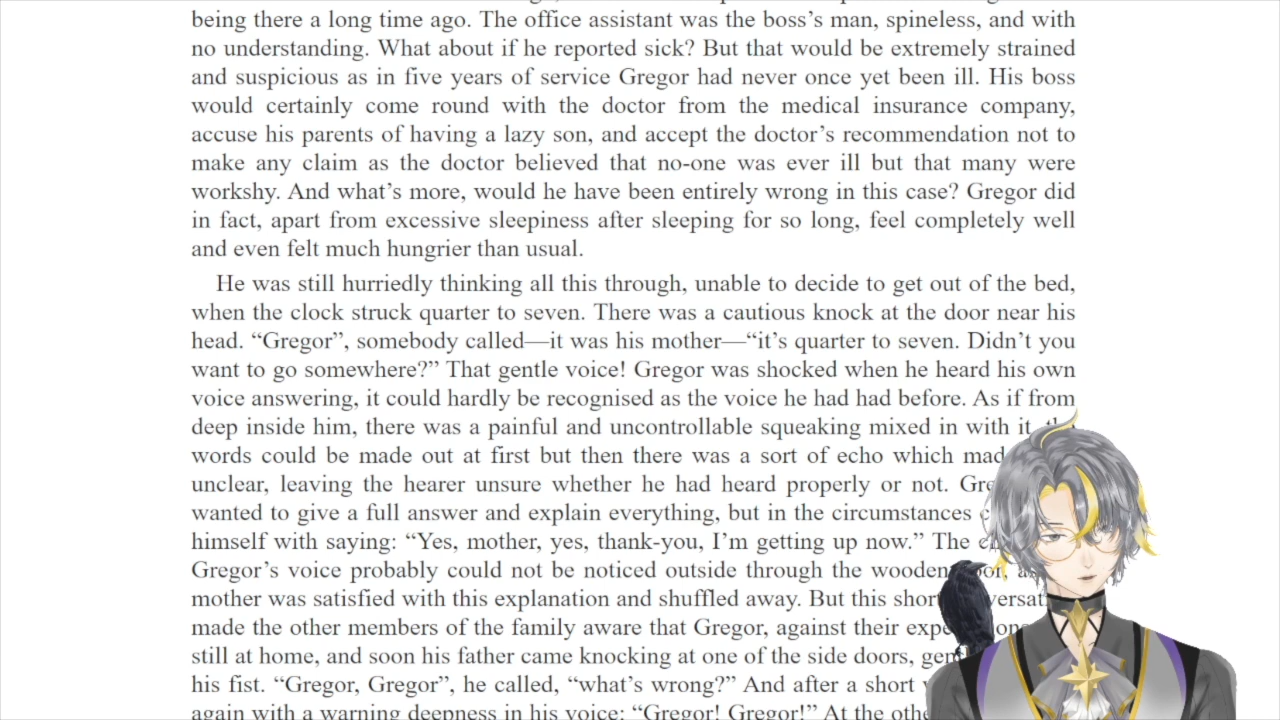 being there a long time ago. The office assistant was the boss’s man, spineless, and with
no understanding. What about if he reported sick? But that would be extremely strained
and suspicious as in five years of service Gregor had never once yet been ill. His boss
would certainly come round with the doctor from the medical insurance company,
accuse his parents of having a lazy son, and accept the doctor’s recommendation not to
make any claim as the doctor believed that no-one was ever ill but that many were
workshy. And what’s more, would he have been entirely wrong in this case? Gregor did
in fact, apart from excessive sleepiness after sleeping for so long, feel completely well
and even felt much hungrier than usual.
He was still hurriedly thinking all this through, unable to decide to get out of the bed,
when the clock struck quarter to seven. There was a cautious knock at the door near his
head. “Gregor”, somebody called—it was his mother—“it’s quarter to seven. Didn’t you
want to go somewhere?” That gentle voice! Gregor was shocked when he heard his own
voice answering, it could hardly be recognised as the voice he had had before. As if from
deep inside him, there was a painful and uncontrollable squeaking mixed in with it,
words could be made out at first but then there was a sort of echo which
unclear, leaving the hearer unsure whether he had heard properly or not.
wanted to give a full answer and explain everything, but in the circumstances
himself with saying: “Yes, mother, yes, thank-you, I’m getting up now.” The
Gregor’s voice probably could not be noticed outside through the wooden
mother was satisfied with this explanation and shuffled away. But this short
made the other members of the family aware that Gregor, against their
still at home, and soon his father came knocking at one of the side doors,
his fist. “Gregor, Gregor”, he called, “what’s wrong?” And after a short
again with a warning deepness in his voice: “Gregor! Gregor!” At the